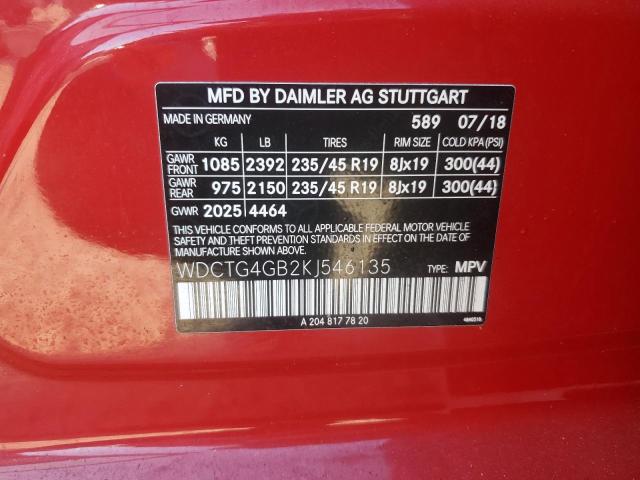 MFD BY DAIMLER AG STUTTGART
MADE IN GERMANY 589 07/18
KG LB TIRES RIM SIZE COLD KPA(PSI)
GAWR FRONT 1085 2392 235/45 R19 8Jx19 300(44)
GAWR REAR 975 2150 235/45 R19 8Jx19 300(44)
GVWR 2025 4464
THIS VEHICLE CONFORMS TO ALL APPLICABLE FEDERAL MOTOR VEHICLE
SAFETY, BUMPER, AND THEFT PREVENTION STANDARDS IN EFFECT ON THE DATE
OF MANUFACTURE SHOWN ABOVE.
WDCTG4GB2KJ546135 TYPE: MPV
A 204 817 78 20